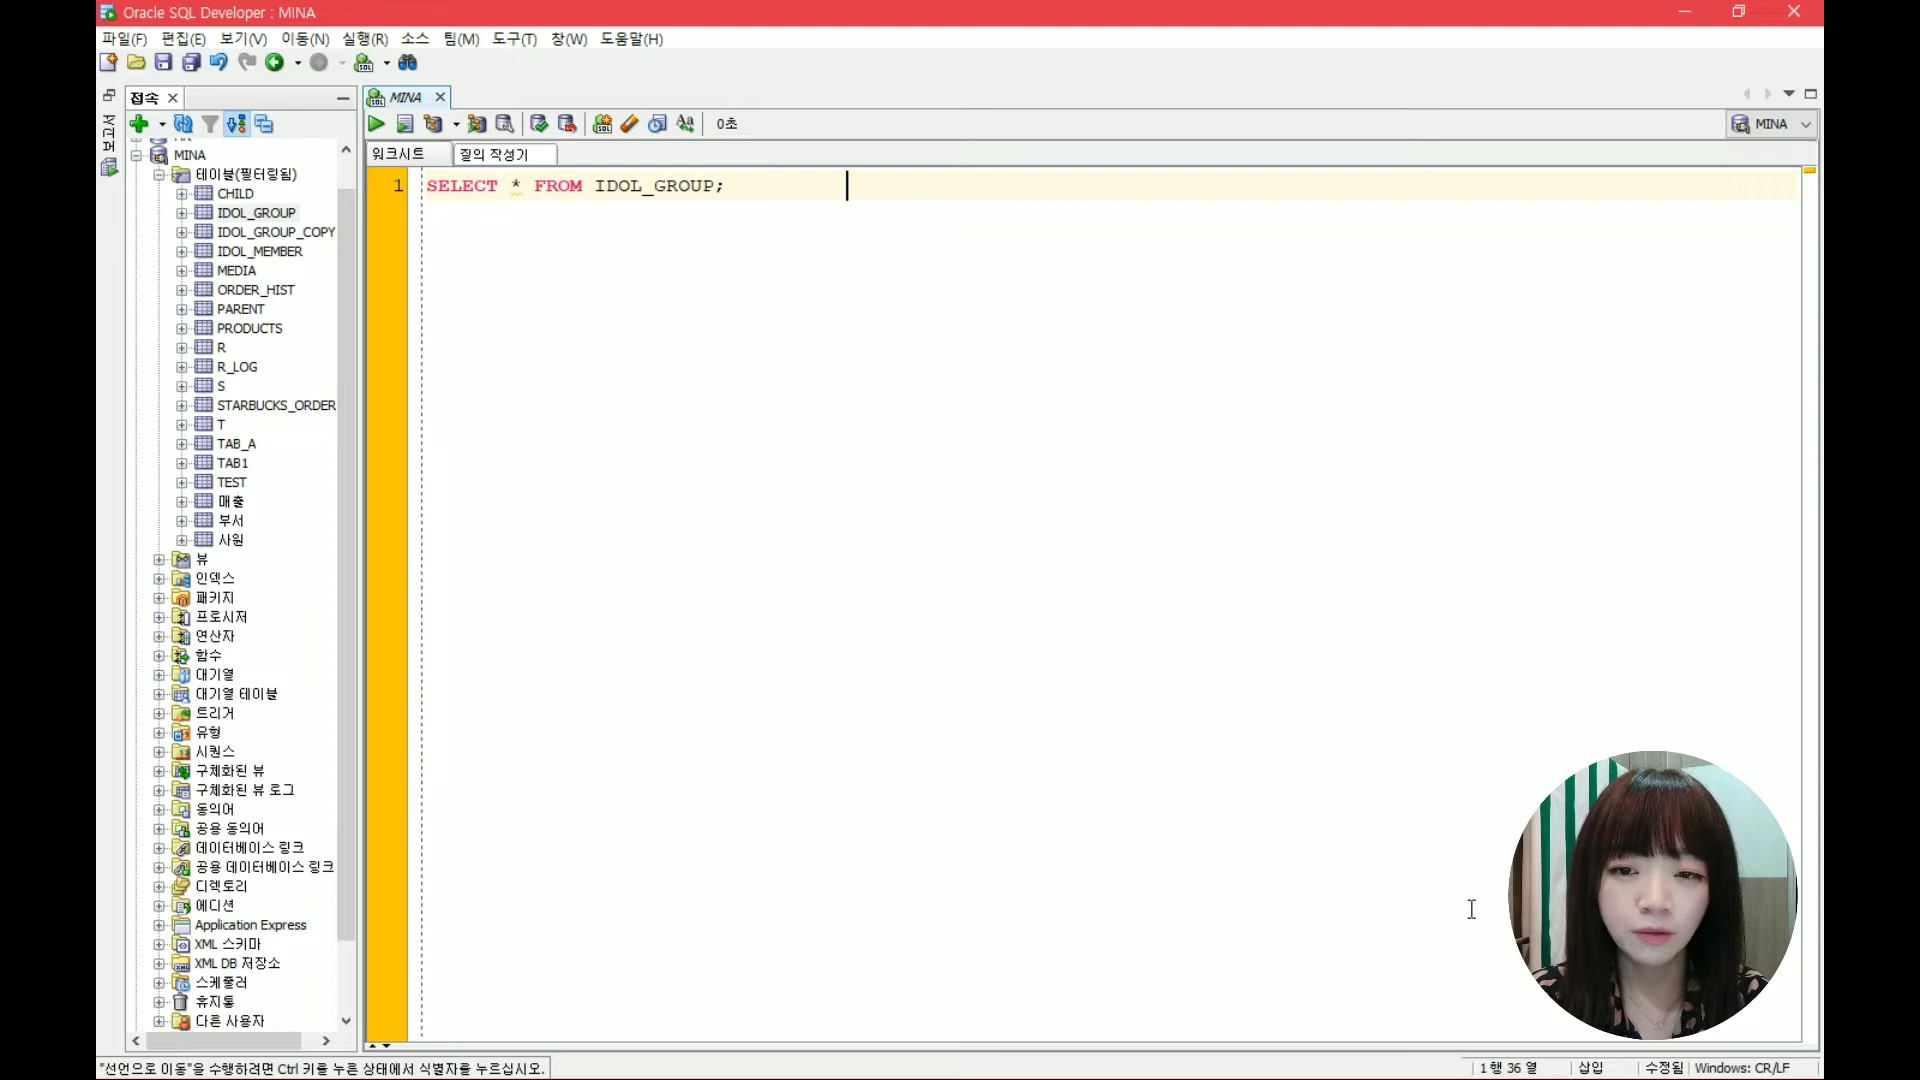 Oracle SQL Developer : MINA
파일(F) 편집(E) 보기(V) 이동(N) 실행(R) 소스 팀(M) 도구(T) 창(W) 도움말(H)
접속
MINA
0초
MINA
워크시트
질의 작성기
1
SELECT * FROM IDOL_GROUP;
MINA
테이블(필터링됨)
CHILD
IDOL_GROUP
IDOL_GROUP_COPY
IDOL_MEMBER
MEDIA
ORDER_HIST
PARENT
PRODUCTS
R
R_LOG
S
STARBUCKS_ORDER
T
TAB_A
TAB1
TEST
매출
부서
사원
뷰
인덱스
패키지
프로시저
연산자
함수
대기열
대기열 테이블
트리거
유형
시퀀스
구체화된 뷰
구체화된 뷰 로그
동의어
공용 동의어
데이터베이스 링크
공용 데이터베이스 링크
디렉토리
에디션
Application Express
XML 스키마
XML DB 저장소
스케줄러
휴지통
다른 사용자
"선언으로 이동"을 수행하려면 Ctrl 키를 누른 상태에서 식별자를 누르십시오.
1 행 36 열
삽입
수정됨
Windows: CR/LF